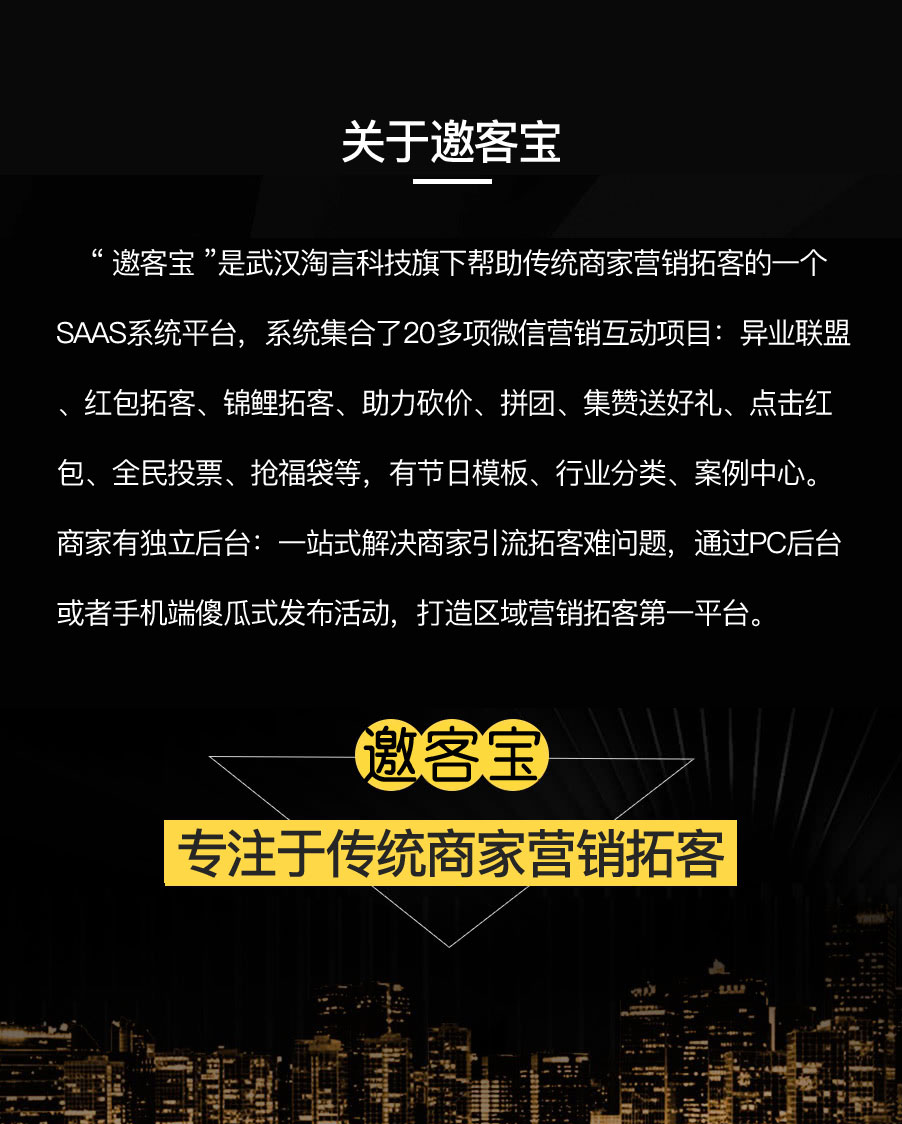 关于邀客宝
“ 邀客宝 ”是武汉淘言科技旗下帮助传统商家营销拓客的一个
SAAS系统平台，系统集合了20多项微信营销互动项目：异业联盟
、红包拓客、锦鲤拓客、助力砍价、拼团、集赞送好礼、点击红
包、全民投票、抢福袋等，有节日模板、行业分类、案例中心。
商家有独立后台：一站式解决商家引流拓客难问题，通过PC后台
或者手机端傻瓜式发布活动，打造区域营销拓客第一平台。
邀客宝
专注于传统商家营销拓客